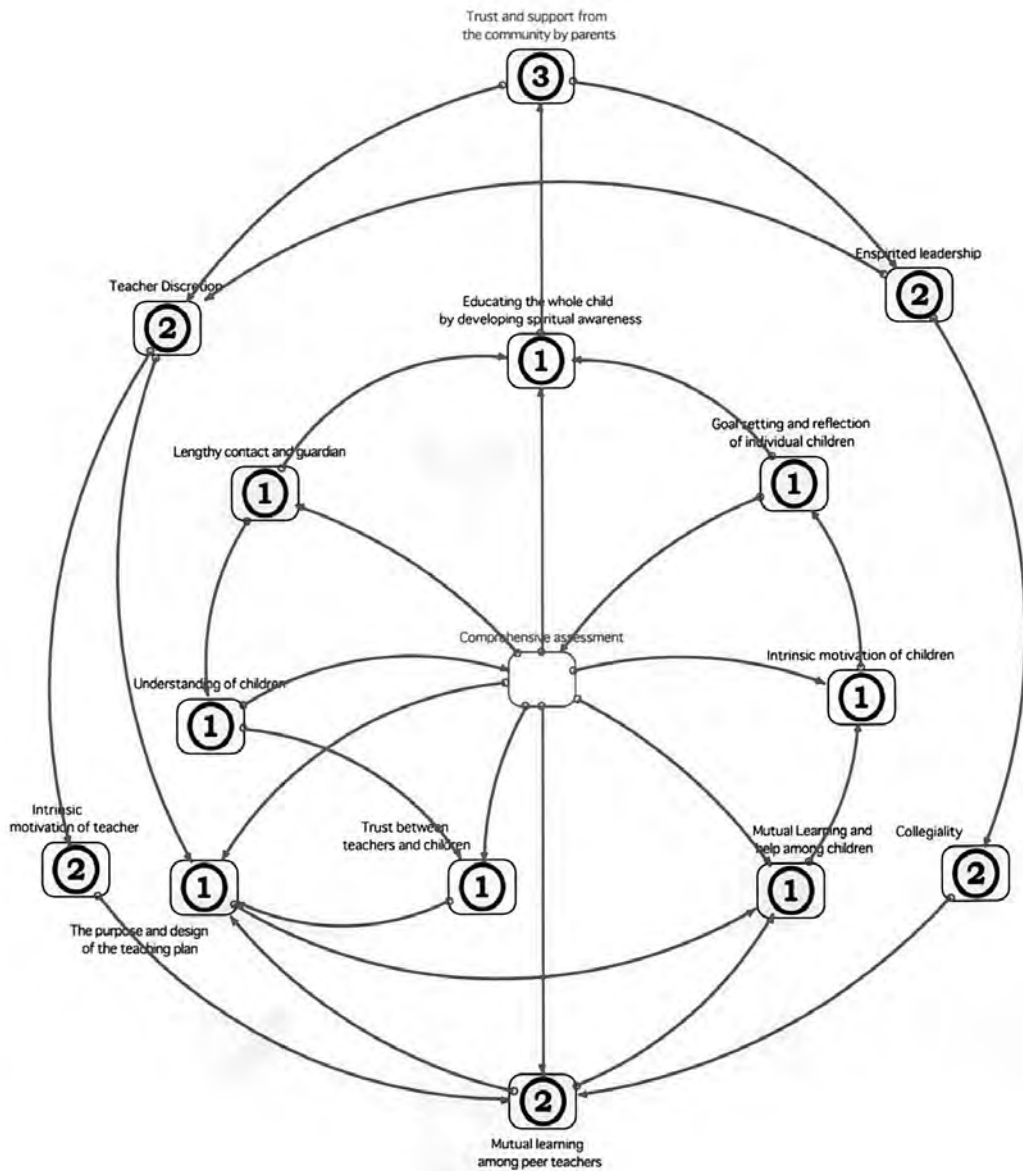 Trust and support from
the community by parents
3
Enspirited leadership
2
Teacher Discretion
2
Educating the whole child
by developing spiritual awareness
1
Goal setting and reflection
of individual children
1
Lengthy contact and guardian
1
Comprehensive assessment
Intrinsic motivation of children
1
Understanding of children
1
Intrinsic
motivation of teacher
2
Trust between
teachers and children
1
Mutual Learning and
help among children
1
Collegiality
2
1
The purpose and design
of the teaching plan
2
Mutual learning
among peer teachers